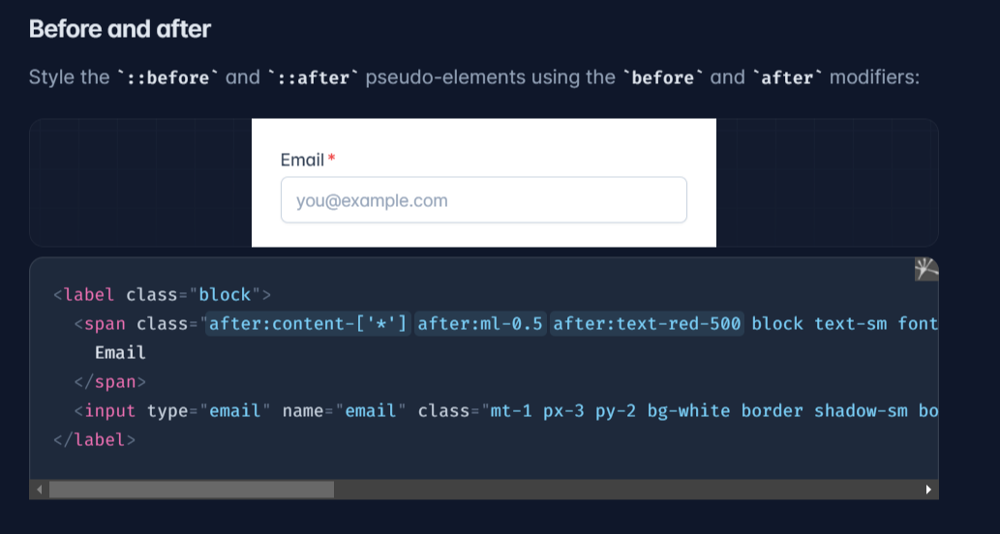 Before and after
Style the `::before` and `::after` pseudo-elements using the `before` and `after` modifiers:
Email *
you@example.com
<label class="block">
<span class="after:content-['*'] after:ml-0.5 after:text-red-500 block text-sm font
Email
</span>
<input type="email" name="email" class="mt-1 px-3 py-2 bg-white border shadow-sm bo
</label>